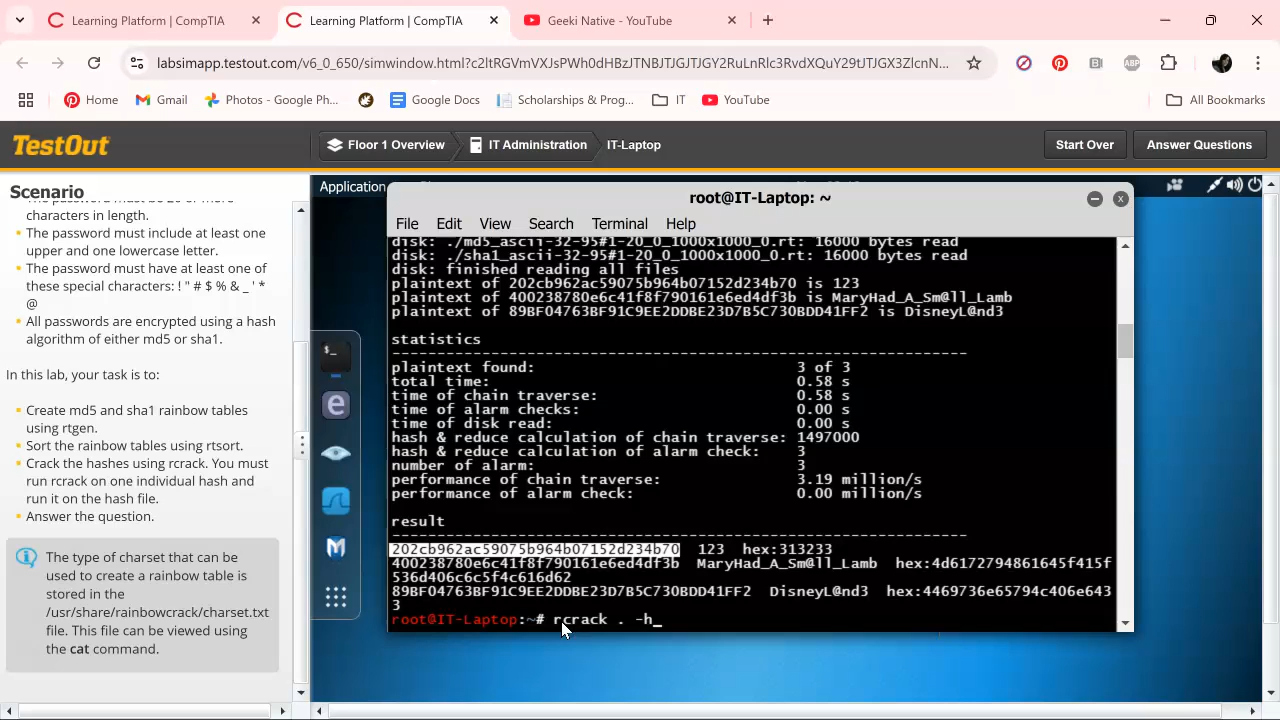 Learning Platform | CompTIA
Learning Platform | CompTIA
Geeki Native - YouTube
labsimapp.testout.com/v6_0_650/simwindow.html?c2ltRGVmVXJsPWh0dHBzJTNBJTJGJTJGY2RuLnRlc3RvdXQuY29tJTJGX3ZlcnN...
Home
Gmail
Photos - Google Ph...
Google Docs
Scholarships & Prog...
IT
YouTube
All Bookmarks
TestOut
Floor 1 Overview
IT Administration
IT-Laptop
Start Over
Answer Questions
Scenario
characters in length.
The password must include at least one
upper and one lowercase letter.
The password must have at least one of
these special characters: ! " # $ % & _ ' *
@
All passwords are encrypted using a hash
algorithm of either md5 or sha1.
In this lab, your task is to:
Create md5 and sha1 rainbow tables
using rtgen.
Sort the rainbow tables using rtsort.
Crack the hashes using rcrack. You must
run rcrack on one individual hash and
run it on the hash file.
Answer the question.
The type of charset that can be
used to create a rainbow table is
stored in the
/usr/share/rainbowcrack/charset.txt
file. This file can be viewed using
the cat command.
Application
root@IT-Laptop: ~
File Edit View Search Terminal Help
disk: ./md5_ascii-32-95#1-20_0_1000x1000_0.rt: 16000 bytes read
disk: ./sha1_ascii-32-95#1-20_0_1000x1000_0.rt: 16000 bytes read
disk: finished reading all files
plaintext of 202cb962ac59075b964b07152d234b70 is 123
plaintext of 400238780e6c41f8f790161e6ed4df3b is MaryHad_A_Sm@ll_Lamb
plaintext of 89BF04763BF91C9EE2DDBE23D7B5C730BDD41FF2 is DisneyL@nd3
statistics
----------------------------------------------------------------
plaintext found: 3 of 3
total time: 0.58 s
time of chain traverse: 0.58 s
time of alarm checks: 0.00 s
time of disk read: 0.00 s
hash & reduce calculation of chain traverse: 1497000
hash & reduce calculation of alarm check: 3
number of alarm: 3
performance of chain traverse: 3.19 million/s
performance of alarm check: 0.00 million/s
result
----------------------------------------------------------------
202cb962ac59075b964b07152d234b70 123 hex:313233
400238780e6c41f8f790161e6ed4df3b MaryHad_A_Sm@ll_Lamb hex:4d6172794861645f415f
536d406c6c5f4c616d62
89BF04763BF91C9EE2DDBE23D7B5C730BDD41FF2 DisneyL@nd3 hex:4469736e65794c406e643
3
root@IT-Laptop:~# rcrack . -h_